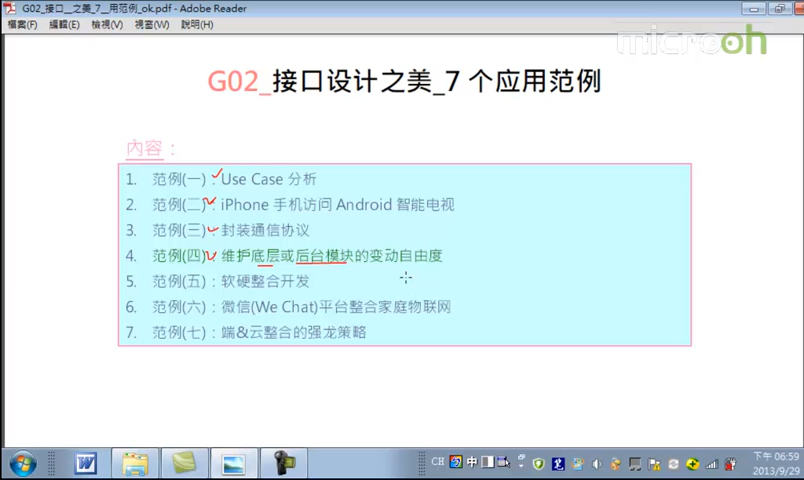 G02_接口__之美_7__用范例_ok.pdf - Adobe Reader
檔案(F) 編輯(E) 檢視(V) 視窗(W) 說明(H)
microoh
G02_接口设计之美_7 个应用范例
內容：
1. 范例(一)：Use Case 分析
2. 范例(二)：iPhone 手机访问 Android 智能电视
3. 范例(三)：封装通信协议
4. 范例(四)：维护底层或后台模块的变动自由度
5. 范例(五)：软硬整合开发
6. 范例(六)：微信(We Chat)平台整合家庭物联网
7. 范例(七)：端&云整合的强龙策略
CH 中
下午 06:59
2013/9/29